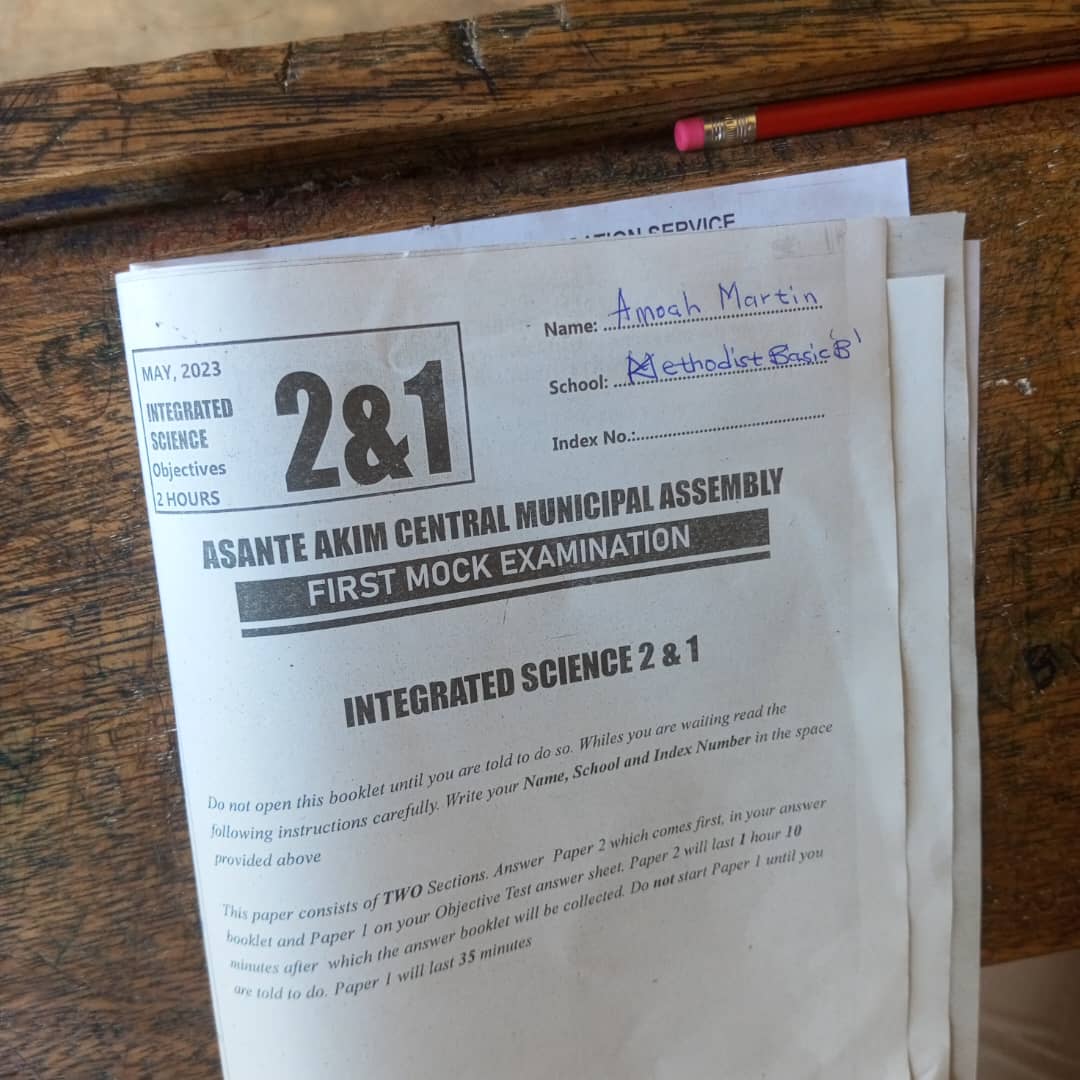 TION SERVICE
Name: Amoah Martin
School: Methodist Basic 'B'
Index No.:
MAY, 2023
INTEGRATED
SCIENCE
Objectives
2 HOURS
2&1
ASANTE AKIM CENTRAL MUNICIPAL ASSEMBLY
FIRST MOCK EXAMINATION
INTEGRATED SCIENCE 2 & 1
Do not open this booklet until you are told to do so. Whiles you are waiting read the
following instructions carefully. Write your Name, School and Index Number in the space
provided above
This paper consists of TWO Sections. Answer Paper 2 which comes first, in your answer
booklet and Paper 1 on your Objective Test answer sheet. Paper 2 will last 1 hour 10
minutes after which the answer booklet will be collected. Do not start Paper 1 until you
are told to do. Paper 1 will last 35 minutes